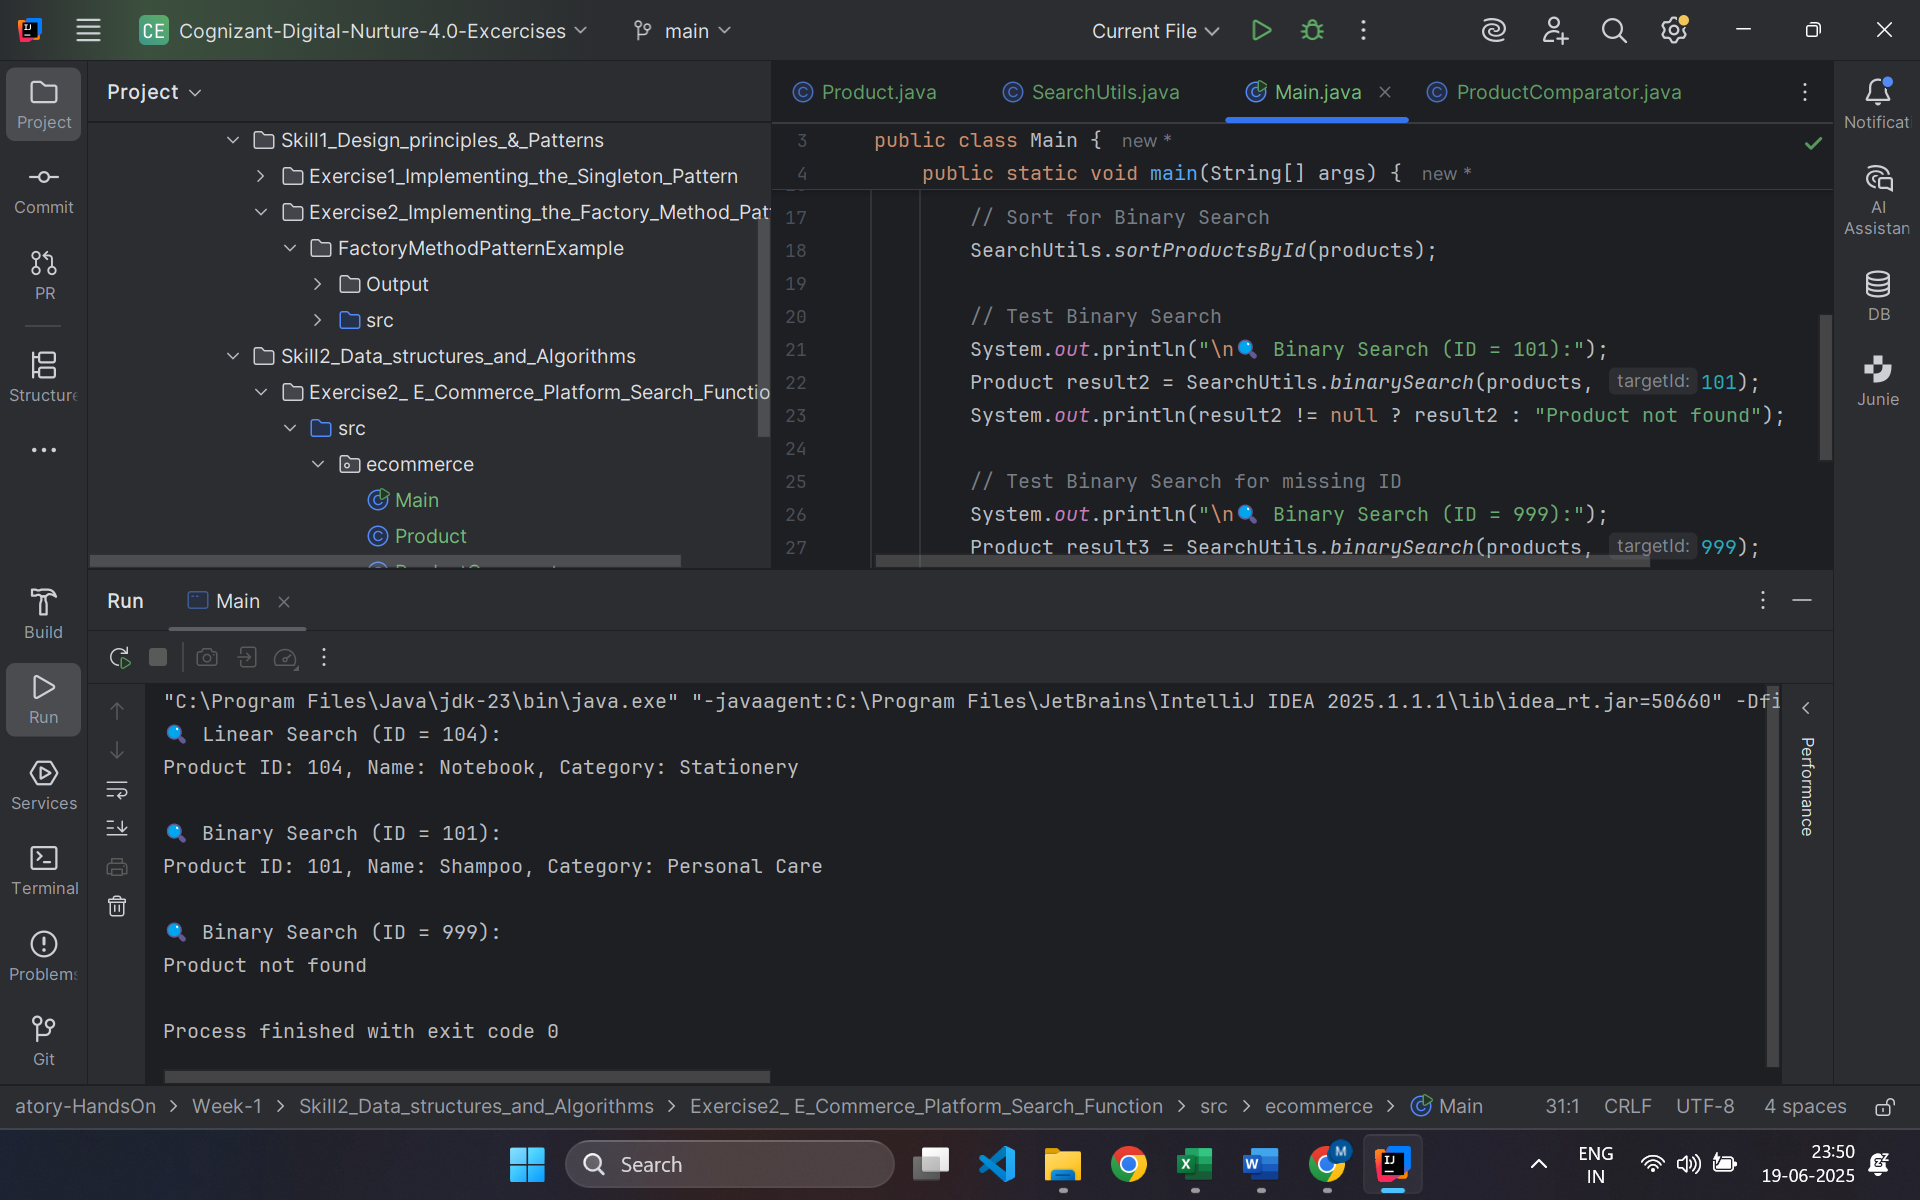 CE Cognizant-Digital-Nurture-4.0-Excercises main Current File
Project
Commit
PR
Structure
Build
Run
Services
Terminal
Problems
Git
Project
Skill1_Design_principles_&_Patterns
Exercise1_Implementing_the_Singleton_Pattern
Exercise2_Implementing_the_Factory_Method_Pat
FactoryMethodPatternExample
Output
src
Skill2_Data_structures_and_Algorithms
Exercise2_ E_Commerce_Platform_Search_Functio
src
ecommerce
Main
Product
Product.java SearchUtils.java Main.java ProductComparator.java
3 public class Main { new *
4 public static void main(String[] args) { new *
17 // Sort for Binary Search
18 SearchUtils.sortProductsById(products);
19
20 // Test Binary Search
21 System.out.println("\n🔍 Binary Search (ID = 101):");
22 Product result2 = SearchUtils.binarySearch(products, targetId: 101);
23 System.out.println(result2 != null ? result2 : "Product not found");
24
25 // Test Binary Search for missing ID
26 System.out.println("\n🔍 Binary Search (ID = 999):");
27 Product result3 = SearchUtils.binarySearch(products, targetId: 999);
Notificat
AI
Assistan
DB
Junie
Run Main
"C:\Program Files\Java\jdk-23\bin\java.exe" "-javaagent:C:\Program Files\JetBrains\IntelliJ IDEA 2025.1.1.1\lib\idea_rt.jar=50660" -Dfi
🔍 Linear Search (ID = 104):
Product ID: 104, Name: Notebook, Category: Stationery
🔍 Binary Search (ID = 101):
Product ID: 101, Name: Shampoo, Category: Personal Care
🔍 Binary Search (ID = 999):
Product not found
Process finished with exit code 0
Performance
atory-HandsOn > Week-1 > Skill2_Data_structures_and_Algorithms > Exercise2_ E_Commerce_Platform_Search_Function > src > ecommerce > Main 31:1 CRLF UTF-8 4 spaces
Search
ENG
IN
23:50
19-06-2025